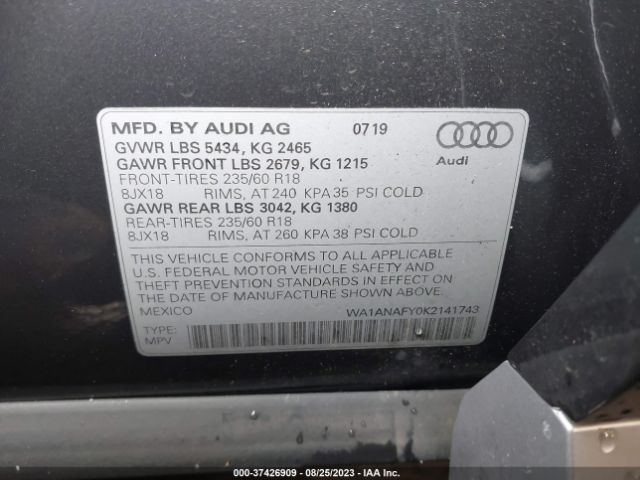 MFD. BY AUDI AG 07 19
GVWR LBS 5434, KG 2465
GAWR FRONT LBS 2679, KG 1215
Audi
FRONT-TIRES 235/60 R18
8JX18 RIMS, AT 240 KPA 35 PSI COLD
GAWR REAR LBS 3042, KG 1380
REAR-TIRES 235/60 R18
8JX18 RIMS, AT 260 KPA 38 PSI COLD
THIS VEHICLE CONFORMS TO ALL APPLICABLE
U.S. FEDERAL MOTOR VEHICLE SAFETY AND
THEFT PREVENTION STANDARDS IN EFFECT ON
THE DATE OF MANUFACTURE SHOWN ABOVE
MEXICO WA1ANAFY0K2141743
TYPE:
MPV
000-37426909 - 08/25/2023 - IAA Inc.